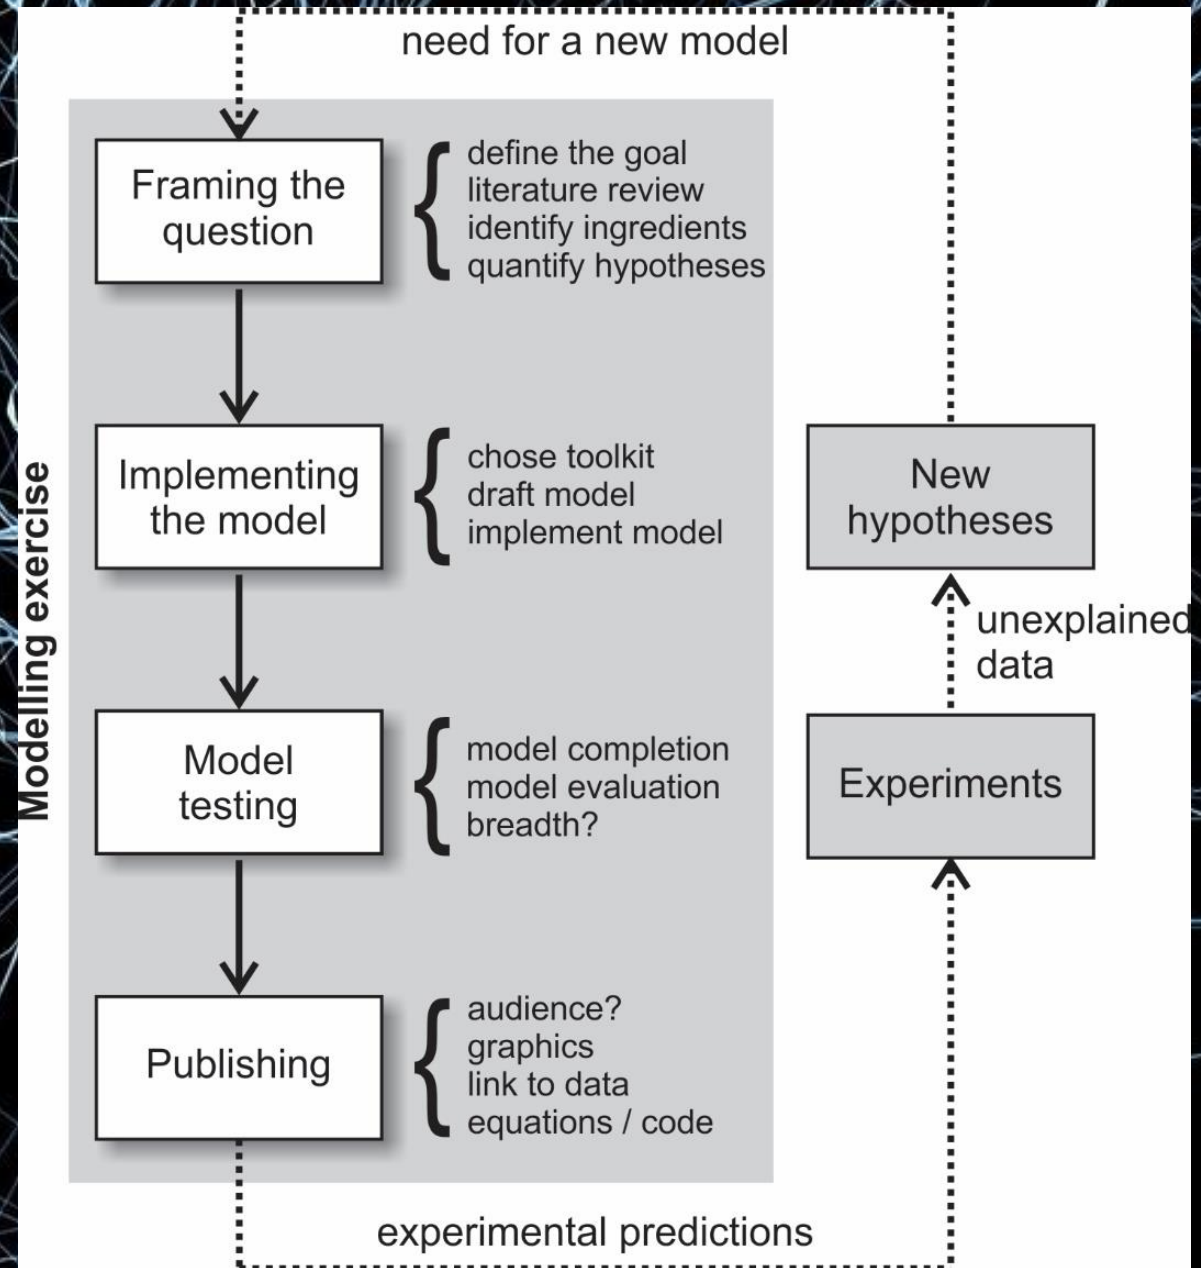 need for a new model
Modelling exercise
Framing the
question
define the goal
literature review
identify ingredients
quantify hypotheses
Implementing
the model
chose toolkit
draft model
implement model
Model
testing
model completion
model evaluation
breadth?
Publishing
audience?
graphics
link to data
equations / code
experimental predictions
New
hypotheses
unexplained
data
Experiments